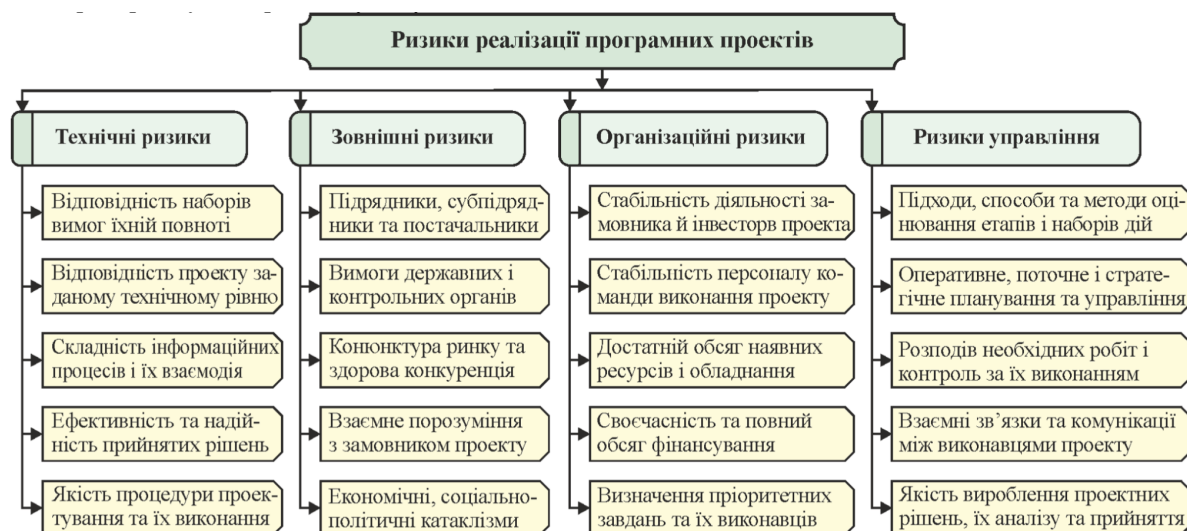 Ризики реалізації програмних проектів
Технічні ризики
Відповідність наборів
вимог їхній повноті
Відповідність проекту за-
даному технічному рівню
Складність інформаційних
процесів і їх взаємодія
Ефективність та надій-
ність прийнятих рішень
Якість процедури проек-
тування та їх виконання
Зовнішні ризики
Підрядники, субпідряд-
ники та постачальники
Вимоги державних і
контрольних органів
Конюнктура ринку та
здорова конкуренція
Взаємне порозуміння
з замовником проекту
Економічні, соціально-
політичні катаклізми
Організаційні ризики
Стабільність діяльності за-
мовника й інвесторв проекта
Стабільність персоналу ко-
манди виконання проекту
Достатній обсяг наявних
ресурсів і обладнання
Своєчасність та повний
обсяг фінансування
Визначення пріоритетних
завдань та їх виконавців
Ризики управління
Підходи, способи та методи оці-
нювання етапів і наборів дій
Оперативне, поточне і страте-
гічне планування та управління
Розподів необхідних робіт і
контроль за їх виконанням
Взаємні зв’язки та комунікації
між виконавцями проекту
Якість вироблення проектних
рішень, їх аналізу та прийняття